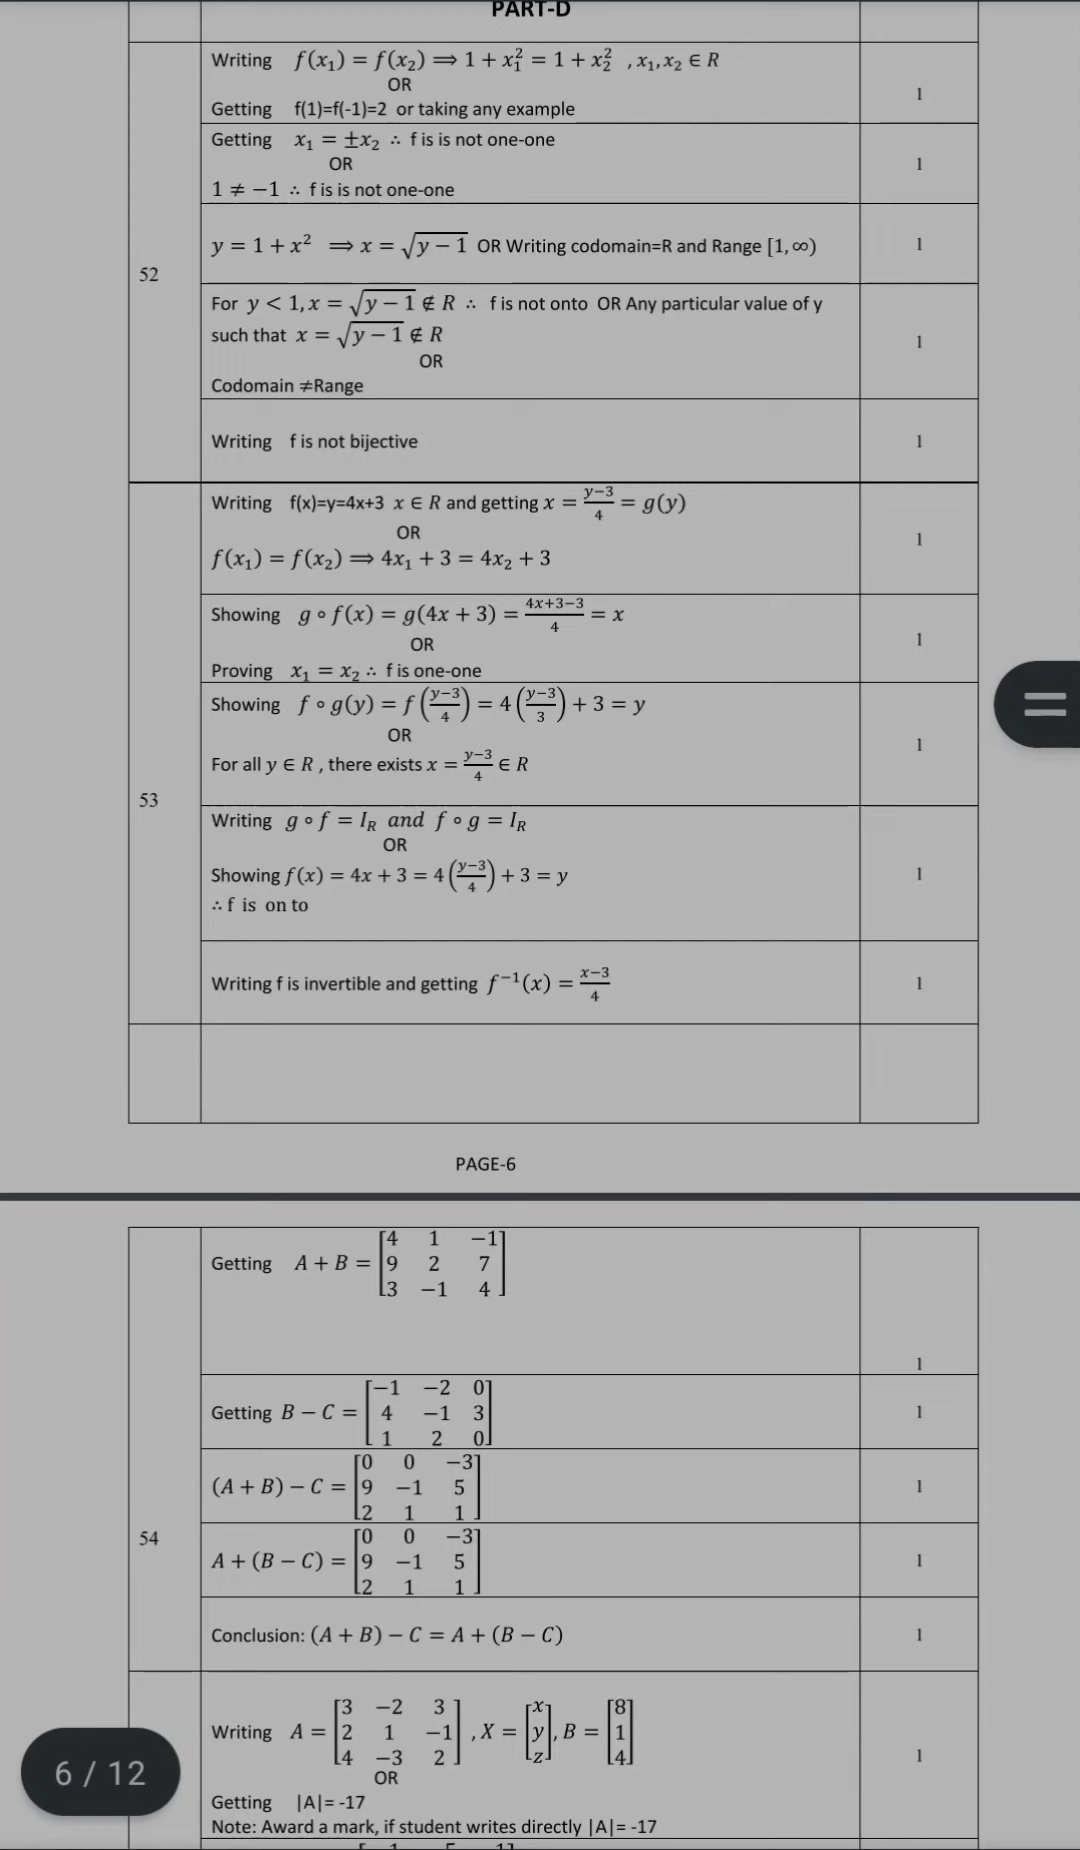 PART-D
Writing f(x₁) = f(x₂) ⟹ 1 + x₁² = 1 + x₂² , x₁, x₂ ∈ R
OR
Getting f(1)=f(-1)=2 or taking any example
1
Getting x₁ = ±x₂ ∴ f is is not one-one
OR
1 ≠ −1 ∴ f is is not one-one
1
52
y = 1 + x² ⟹ x = √(y − 1) OR Writing codomain=R and Range [1, ∞)
1
For y < 1, x = √(y − 1) ∉ R ∴ f is not onto OR Any particular value of y
such that x = √(y − 1) ∉ R
OR
Codomain ≠Range
1
Writing f is not bijective
1
53
Writing f(x)=y=4x+3 x ∈ R and getting x = (y−3)/4 = g(y)
OR
f(x₁) = f(x₂) ⟹ 4x₁ + 3 = 4x₂ + 3
1
Showing g ∘ f(x) = g(4x + 3) = (4x+3−3)/4 = x
OR
Proving x₁ = x₂ ∴ f is one-one
1
Showing f ∘ g(y) = f((y−3)/4) = 4((y−3)/3) + 3 = y
OR
For all y ∈ R , there exists x = (y−3)/4 ∈ R
1
Writing g ∘ f = I_R and f ∘ g = I_R
OR
Showing f(x) = 4x + 3 = 4((y−3)/4) + 3 = y
∴ f is on to
1
Writing f is invertible and getting f⁻¹(x) = (x−3)/4
1
PAGE-6
54
Getting A + B = [4 1 −1
9 2 7
3 −1 4]
1
Getting B − C = [−1 −2 0
4 −1 3
1 2 0]
1
(A + B) − C = [0 0 −3
9 −1 5
2 1 1]
1
A + (B − C) = [0 0 −3
9 −1 5
2 1 1]
1
Conclusion: (A + B) − C = A + (B − C)
1
Writing A = [3 −2 3
2 1 −1
4 −3 2] , X = [x
y
z], B = [8
1
4]
OR
Getting |A|= -17
Note: Award a mark, if student writes directly |A|= -17
1
6 / 12